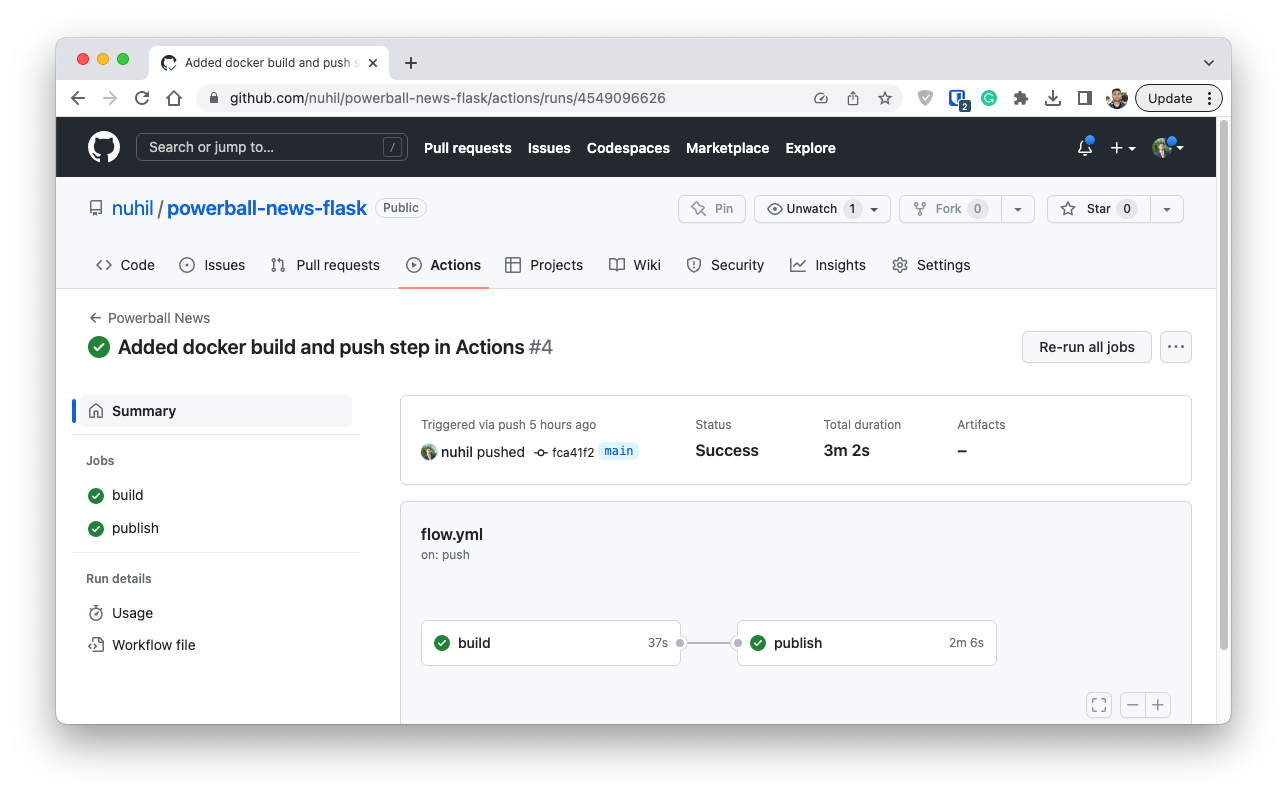 Added docker build and push s
github.com/nuhil/powerball-news-flask/actions/runs/4549096626
2
Update
Search or jump to...
/
Pull requests
Issues
Codespaces
Marketplace
Explore
nuhil / powerball-news-flask
Public
Pin
Unwatch 1
Fork 0
Star 0
Code
Issues
Pull requests
Actions
Projects
Wiki
Security
Insights
Settings
Powerball News
Added docker build and push step in Actions #4
Re-run all jobs
Summary
Jobs
build
publish
Run details
Usage
Workflow file
Triggered via push 5 hours ago
nuhil pushed fca41f2 main
Status
Success
Total duration
3m 2s
Artifacts
–
flow.yml
on: push
build 37s
publish 2m 6s